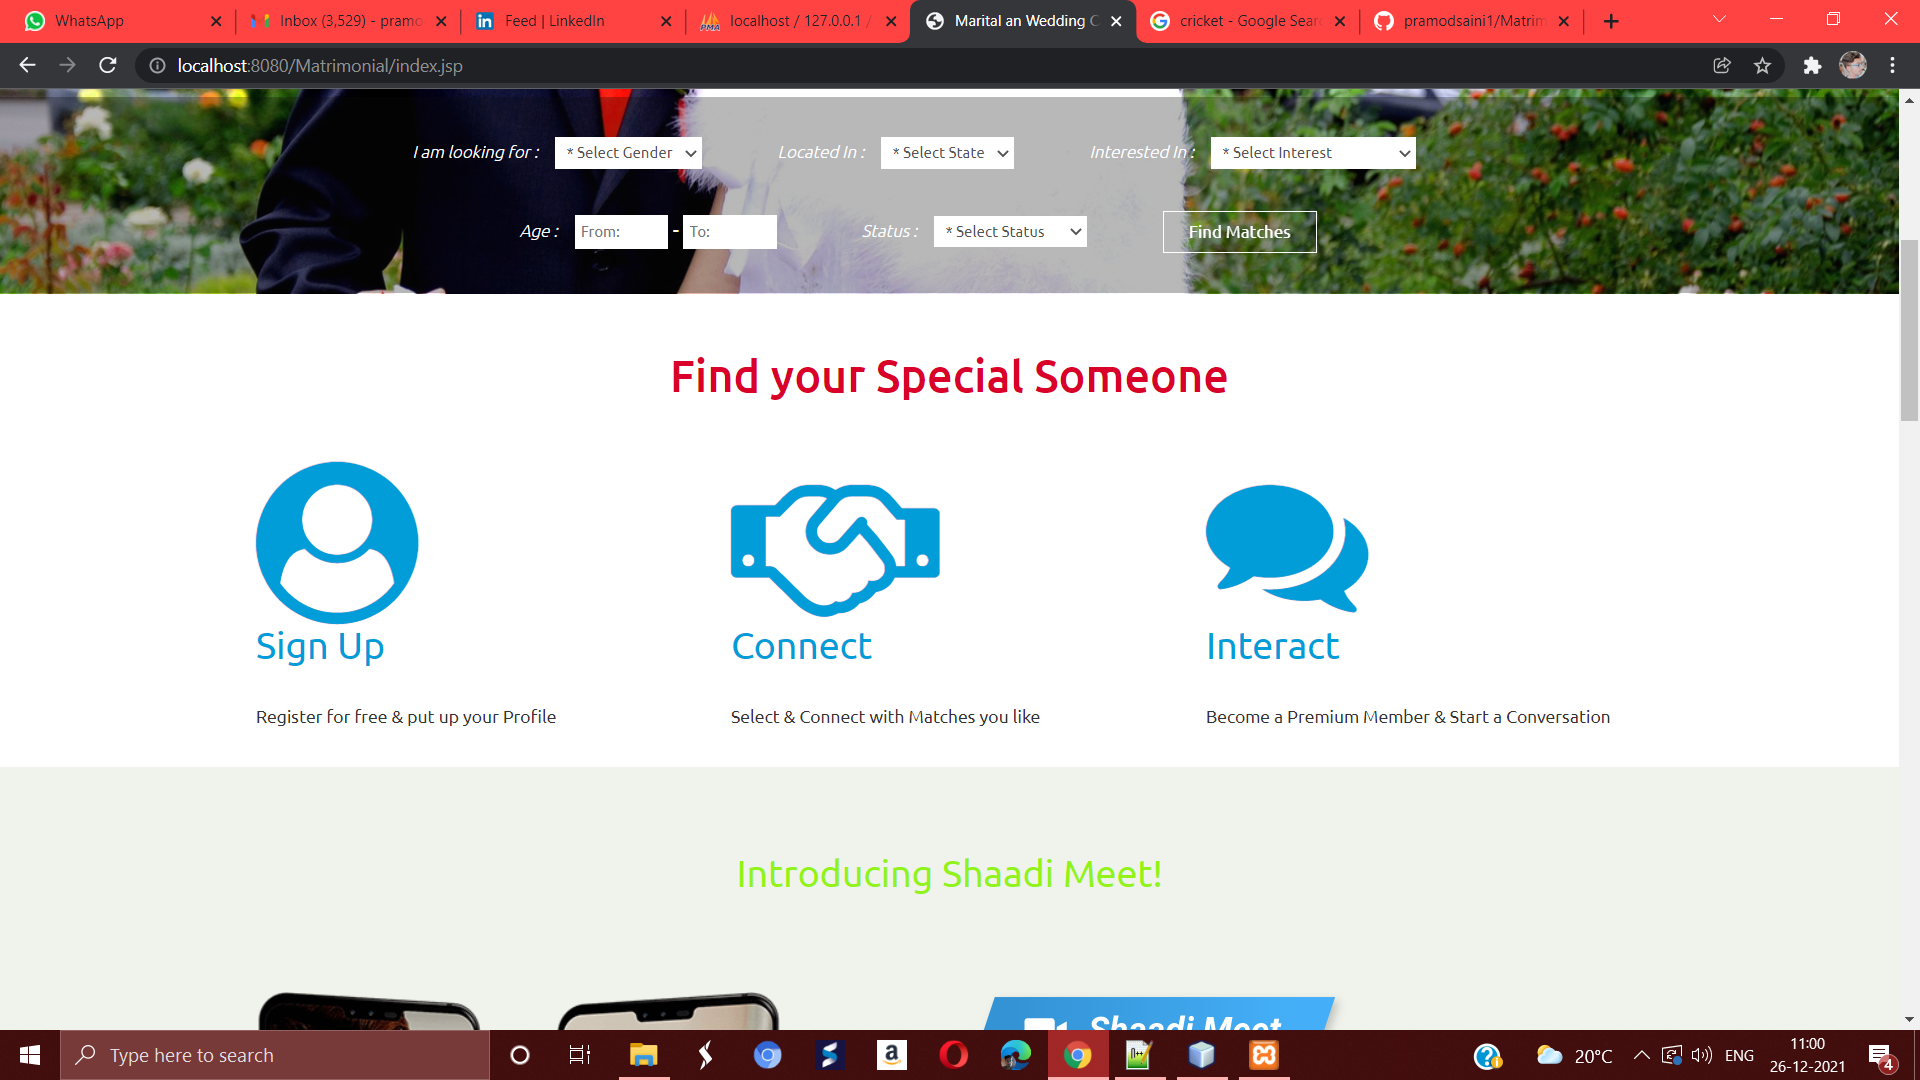 WhatsApp
Inbox (3,529) - pramo
Feed | LinkedIn
localhost / 127.0.0.1 /
Marital an Wedding C
cricket - Google Sear
pramodsaini1/Matrim
localhost:8080/Matrimonial/index.jsp
I am looking for : * Select Gender Located In : * Select State Interested In : * Select Interest
Age : From: - To: Status : * Select Status Find Matches
Find your Special Someone
Sign Up Connect Interact
Register for free & put up your Profile Select & Connect with Matches you like Become a Premium Member & Start a Conversation
Introducing Shaadi Meet!
Shaadi Meet
Type here to search
20°C
ENG
11:00
26-12-2021
4